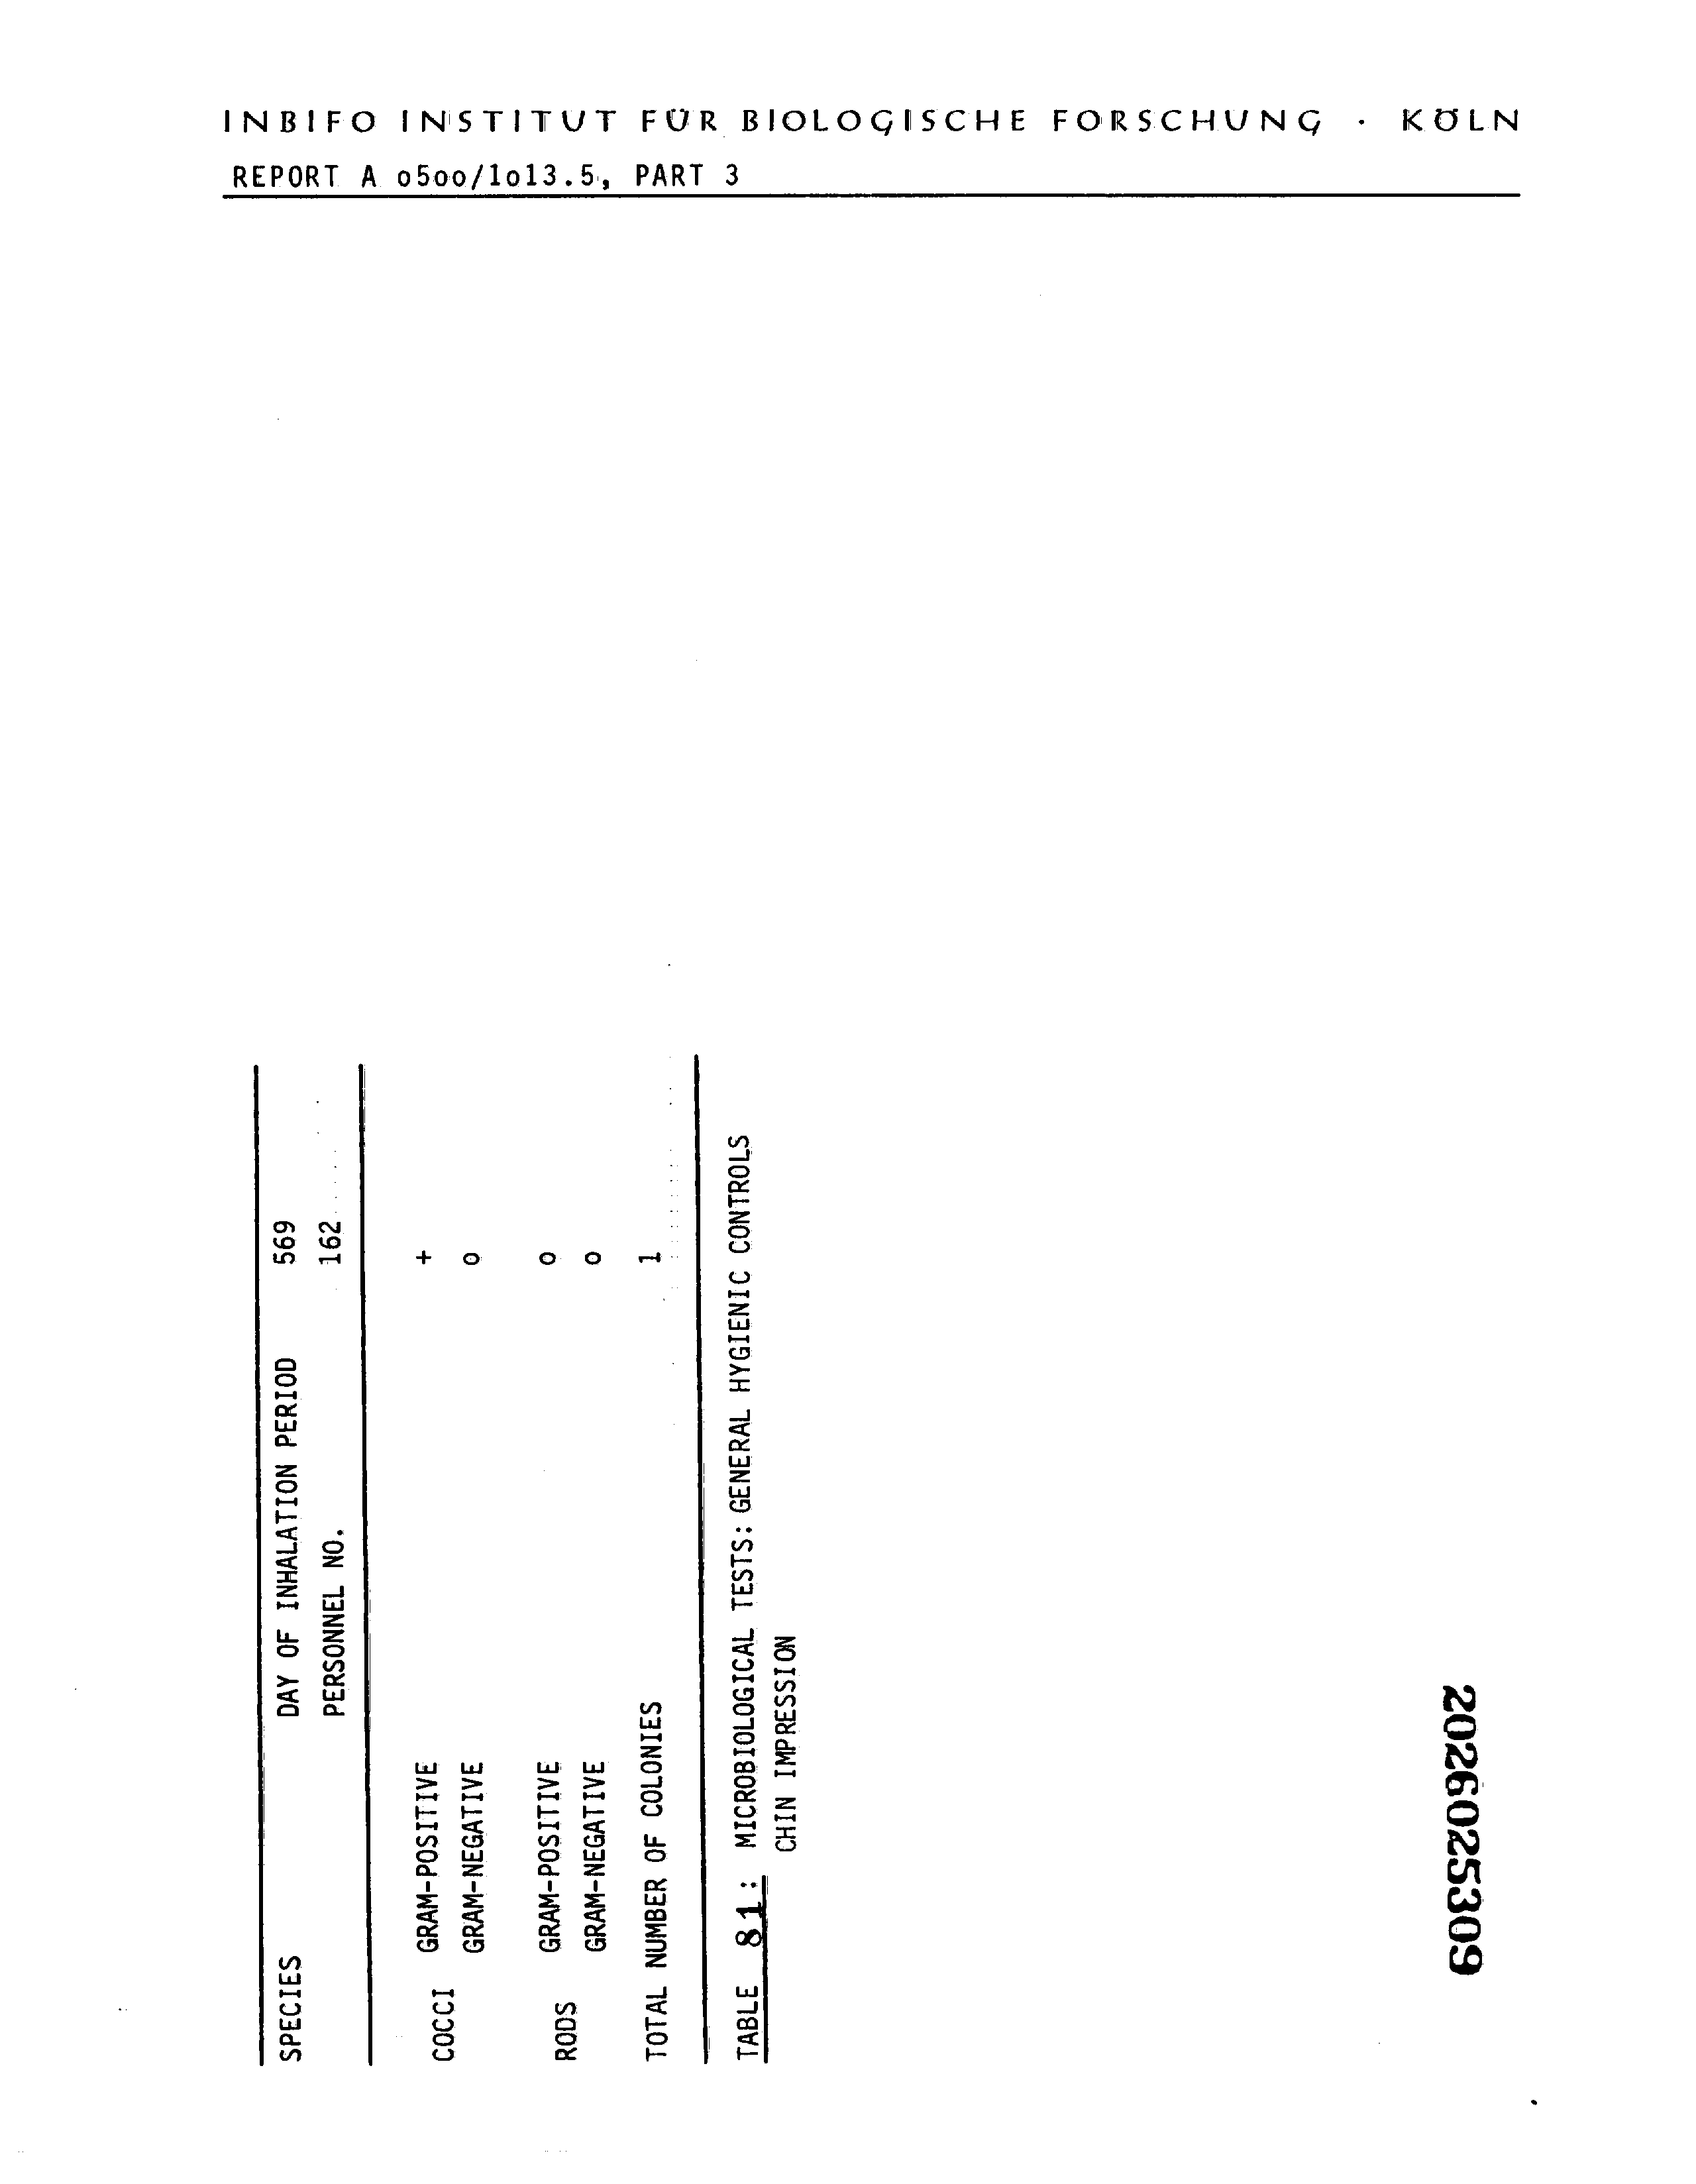 INBIFO INSTITUT FÜR BIOLOGISCHE FORSCHUNG · KÖLN
REPORT A o5oo/1o13.5, PART 3
SPECIES DAY OF INHALATION PERIOD 569
PERSONNEL NO. 162
COCCI GRAM-POSITIVE +
GRAM-NEGATIVE o
RODS GRAM-POSITIVE o
GRAM-NEGATIVE o
TOTAL NUMBER OF COLONIES 1
TABLE 81: MICROBIOLOGICAL TESTS: GENERAL HYGIENIC CONTROLS
CHIN IMPRESSION
2026025309